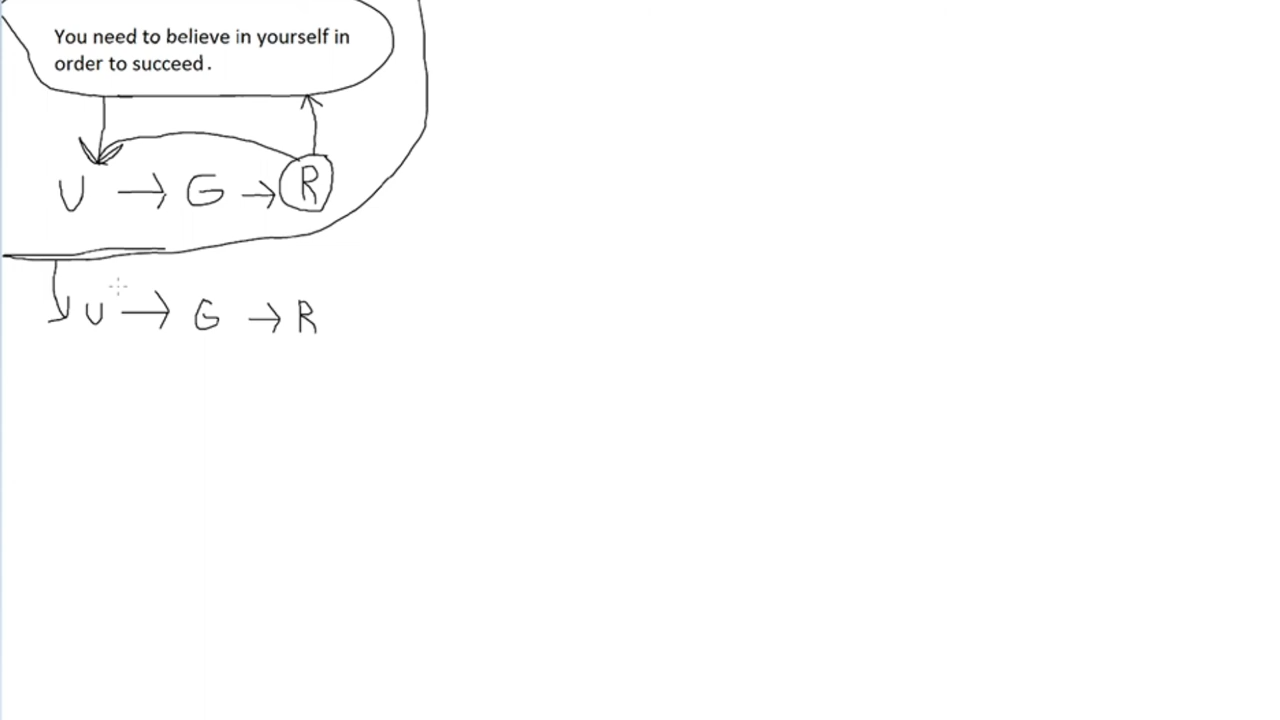 You need to believe in yourself in
order to succeed.
U → G → R
U → G → R